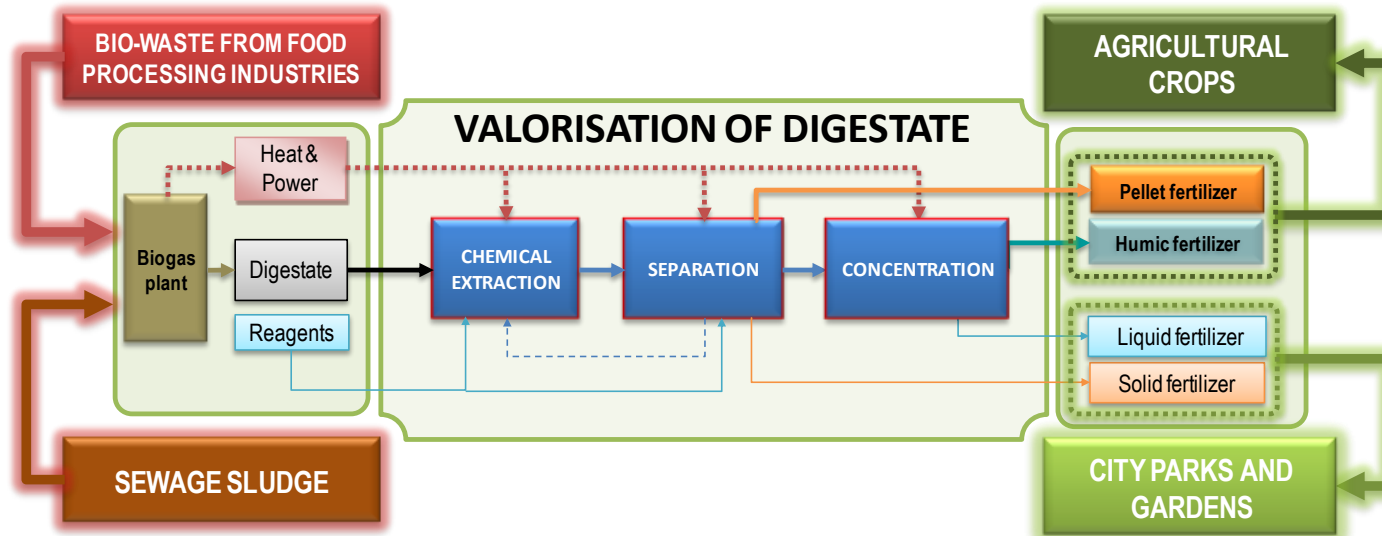 BIO-WASTE FROM FOOD
PROCESSING INDUSTRIES
AGRICULTURAL
CROPS
VALORISATION OF DIGESTATE
Heat &
Power
Biogas
plant
Digestate
Reagents
CHEMICAL
EXTRACTION
SEPARATION
CONCENTRATION
Pellet fertilizer
Humic fertilizer
Liquid fertilizer
Solid fertilizer
SEWAGE SLUDGE
CITY PARKS AND
GARDENS